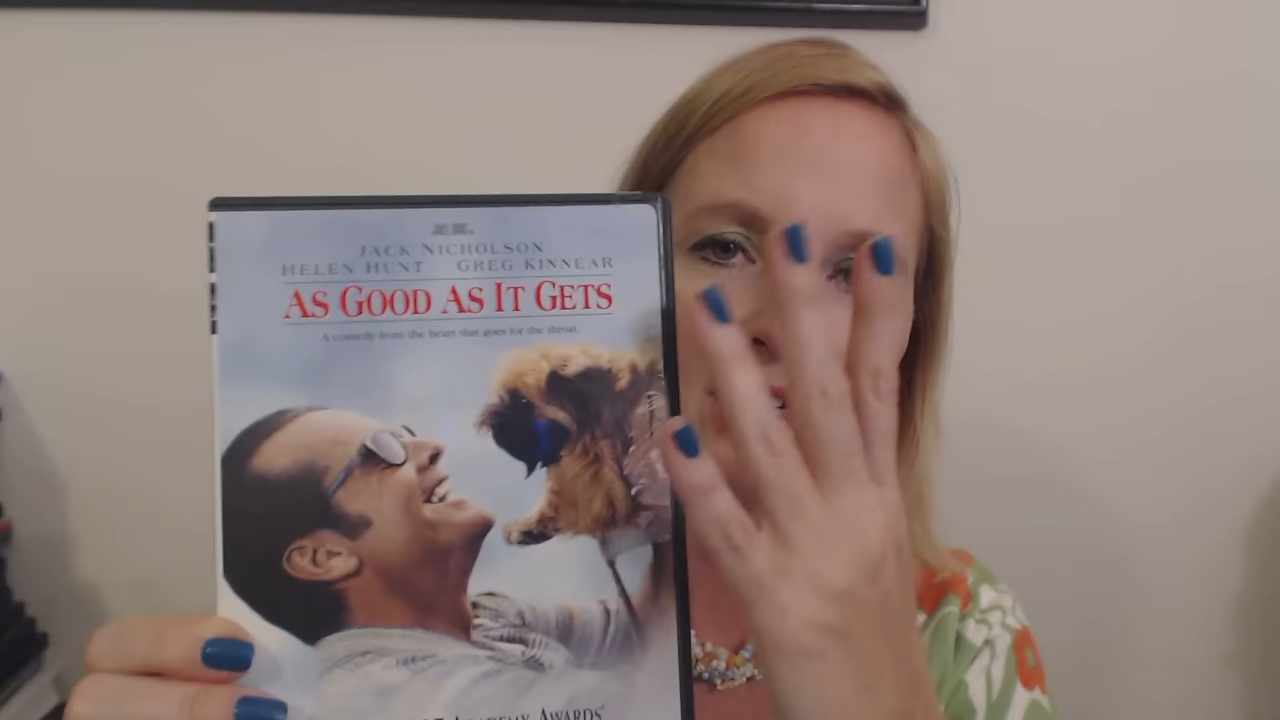 JACK NICHOLSON
HELEN HUNT GREG KINNEAR
AS GOOD AS IT GETS
A comedy from the heart that goes for the throat.
ACADEMY AWARDS®